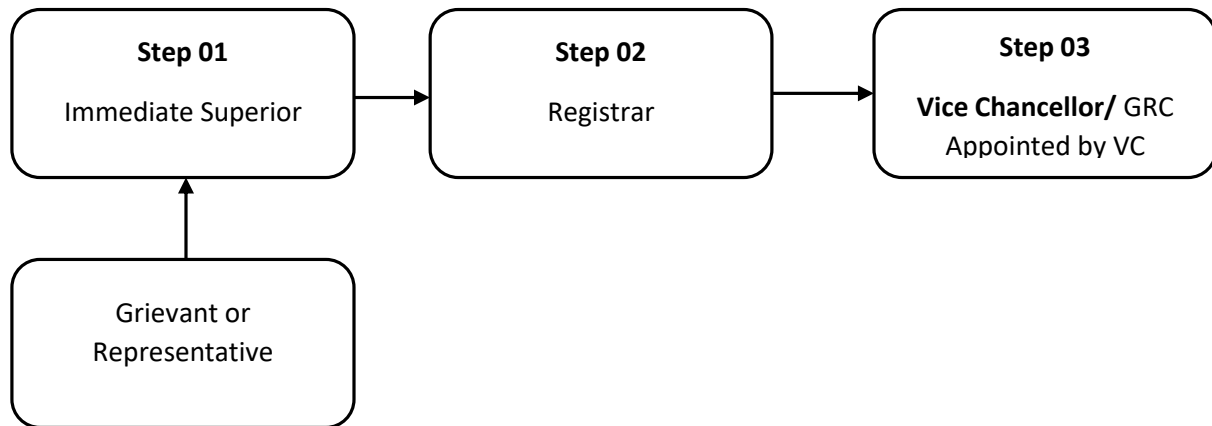 Step 01
Immediate Superior
Step 02
Registrar
Step 03
Vice Chancellor/ GRC
Appointed by VC
Grievant or
Representative